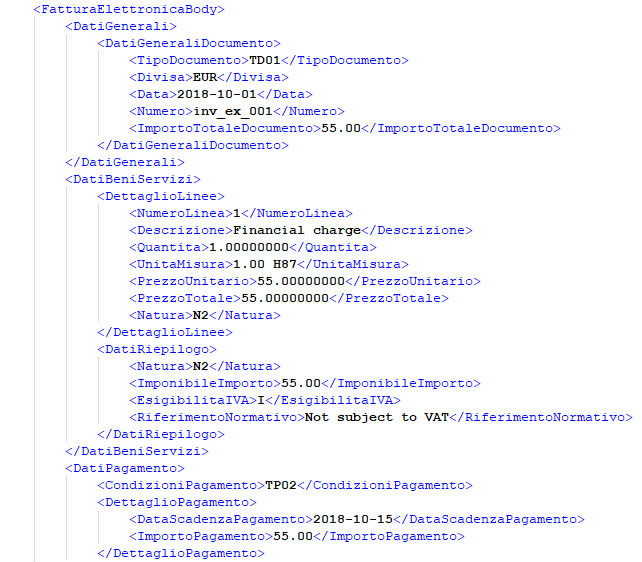 <FatturaElettronicaBody>
<DatiGenerali>
<DatiGeneraliDocumento>
<TipoDocumento>TD01</TipoDocumento>
<Divisa>EUR</Divisa>
<Data>2018-10-01</Data>
<Numero>inv_ex_001</Numero>
<ImportoTotaleDocumento>55.00</ImportoTotaleDocumento>
</DatiGeneraliDocumento>
</DatiGenerali>
<DatiBeniServizi>
<DettaglioLinee>
<NumeroLinea>1</NumeroLinea>
<Descrizione>Financial charge</Descrizione>
<Quantita>1.00000000</Quantita>
<UnitaMisura>1.00 H87</UnitaMisura>
<PrezzoUnitario>55.00000000</PrezzoUnitario>
<PrezzoTotale>55.00000000</PrezzoTotale>
<Natura>N2</Natura>
</DettaglioLinee>
<DatiRiepilogo>
<Natura>N2</Natura>
<ImponibileImporto>55.00</ImponibileImporto>
<EsigibilitaIVA>I</EsigibilitaIVA>
<RiferimentoNormativo>Not subject to VAT</RiferimentoNormativo>
</DatiRiepilogo>
</DatiBeniServizi>
<DatiPagamento>
<CondizioniPagamento>TP02</CondizioniPagamento>
<DettaglioPagamento>
<DataScadenzaPagamento>2018-10-15</DataScadenzaPagamento>
<ImportoPagamento>55.00</ImportoPagamento>
</DettaglioPagamento>